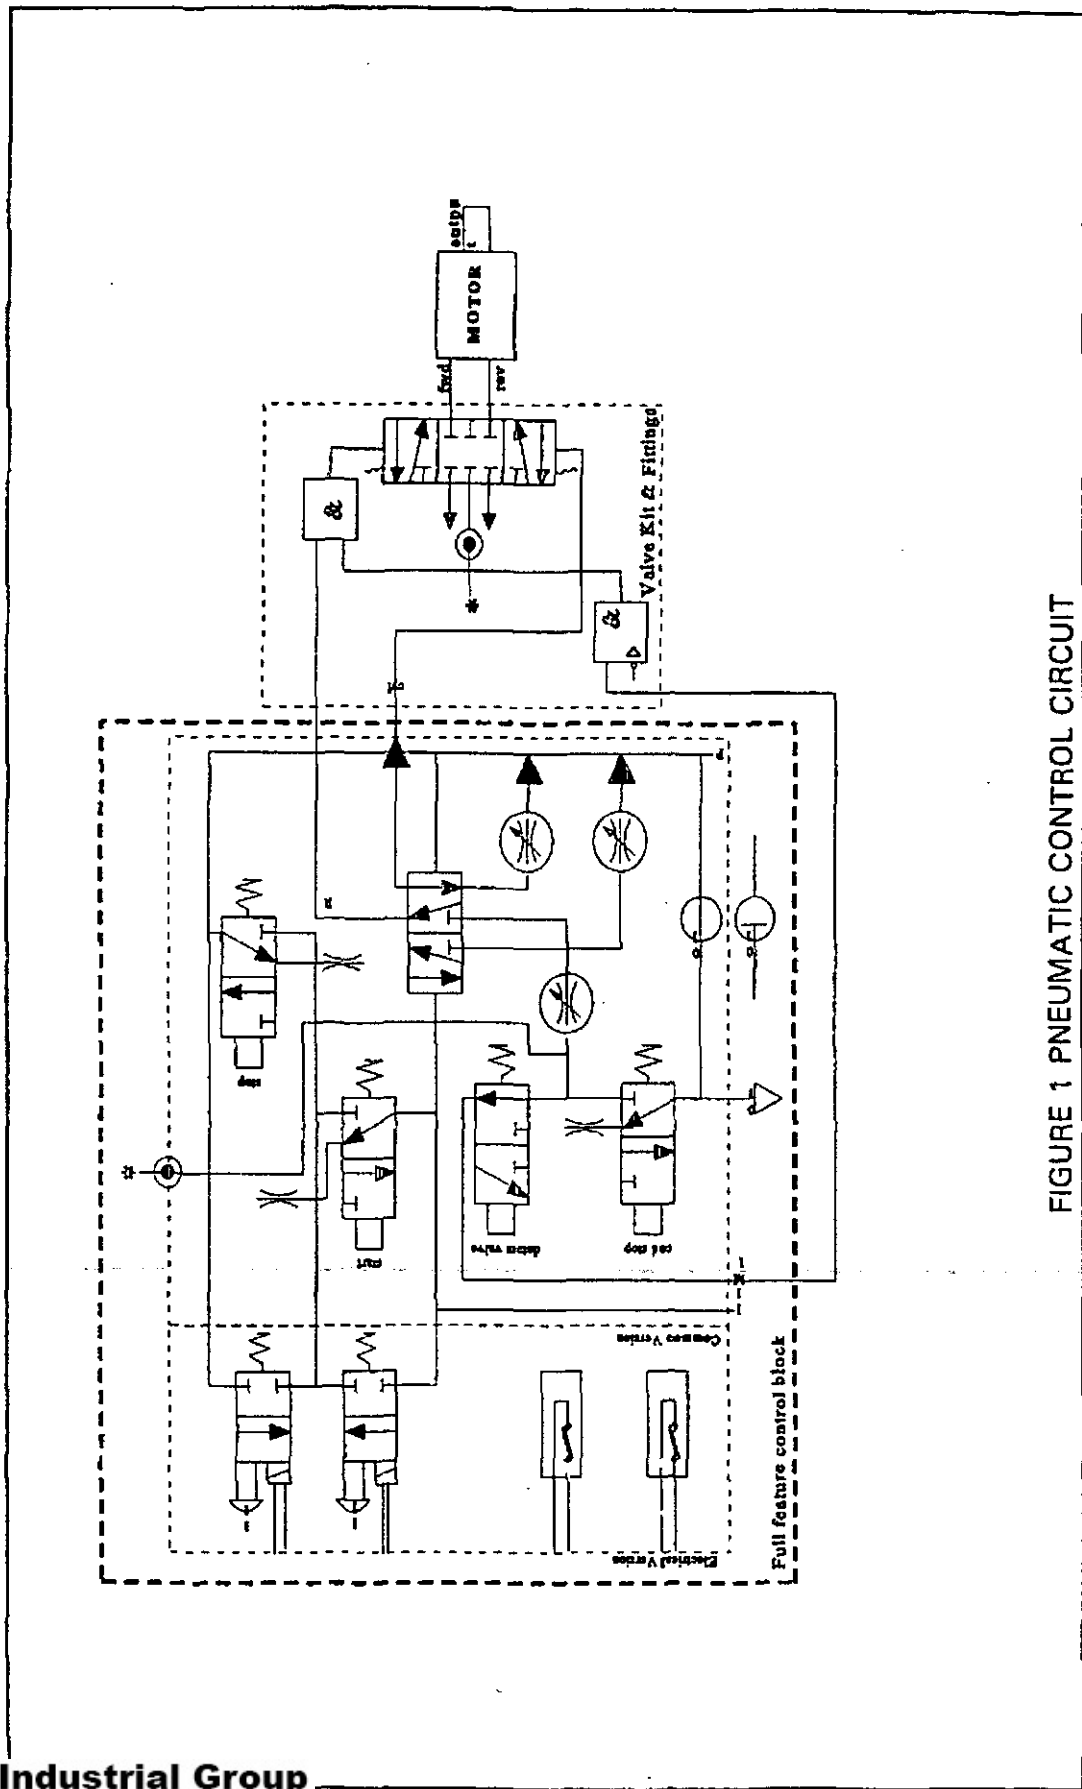 outpu
t
MOTOR
fwd
rev
&
Valve Kit & Fittings
&
*
stop
start
datum valve
end stop
Common Version
Electrical Version
Full feature control block
FIGURE 1 PNEUMATIC CONTROL CIRCUIT
Industrial Group